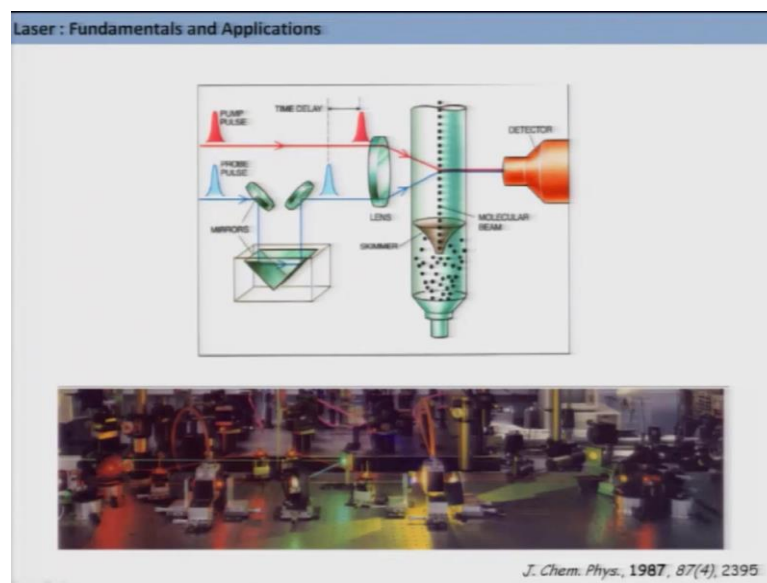 Laser : Fundamentals and Applications
PUMP
PULSE
TIME DELAY
DETECTOR
PROBE
PULSE
LENS
MOLECULAR
BEAM
MIRRORS
SKIMMER
J. Chem. Phys., 1987, 87(4), 2395